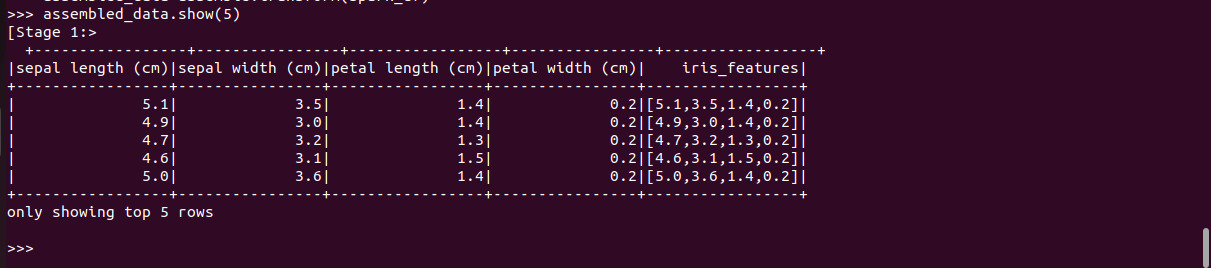 >>> assembled_data.show(5)
[Stage 1:>
  +-----------------+----------------+-----------------+----------------+-----------------+
|sepal length (cm)|sepal width (cm)|petal length (cm)|petal width (cm)|    iris_features|
+-----------------+----------------+-----------------+----------------+-----------------+
|              5.1|             3.5|              1.4|             0.2|[5.1,3.5,1.4,0.2]|
|              4.9|             3.0|              1.4|             0.2|[4.9,3.0,1.4,0.2]|
|              4.7|             3.2|              1.3|             0.2|[4.7,3.2,1.3,0.2]|
|              4.6|             3.1|              1.5|             0.2|[4.6,3.1,1.5,0.2]|
|              5.0|             3.6|              1.4|             0.2|[5.0,3.6,1.4,0.2]|
+-----------------+----------------+-----------------+----------------+-----------------+
only showing top 5 rows
>>>